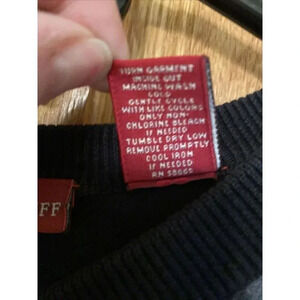 TURN GARMENT
INSIDE OUT
MACHINE WASH
COLD
GENTLE CYCLE
WITH LIKE COLORS
ONLY NON-
CHLORINE BLEACH
IF NEEDED
TUMBLE DRY LOW
REMOVE PROMPTLY
COOL IRON
IF NEEDED
RN 58669
FF